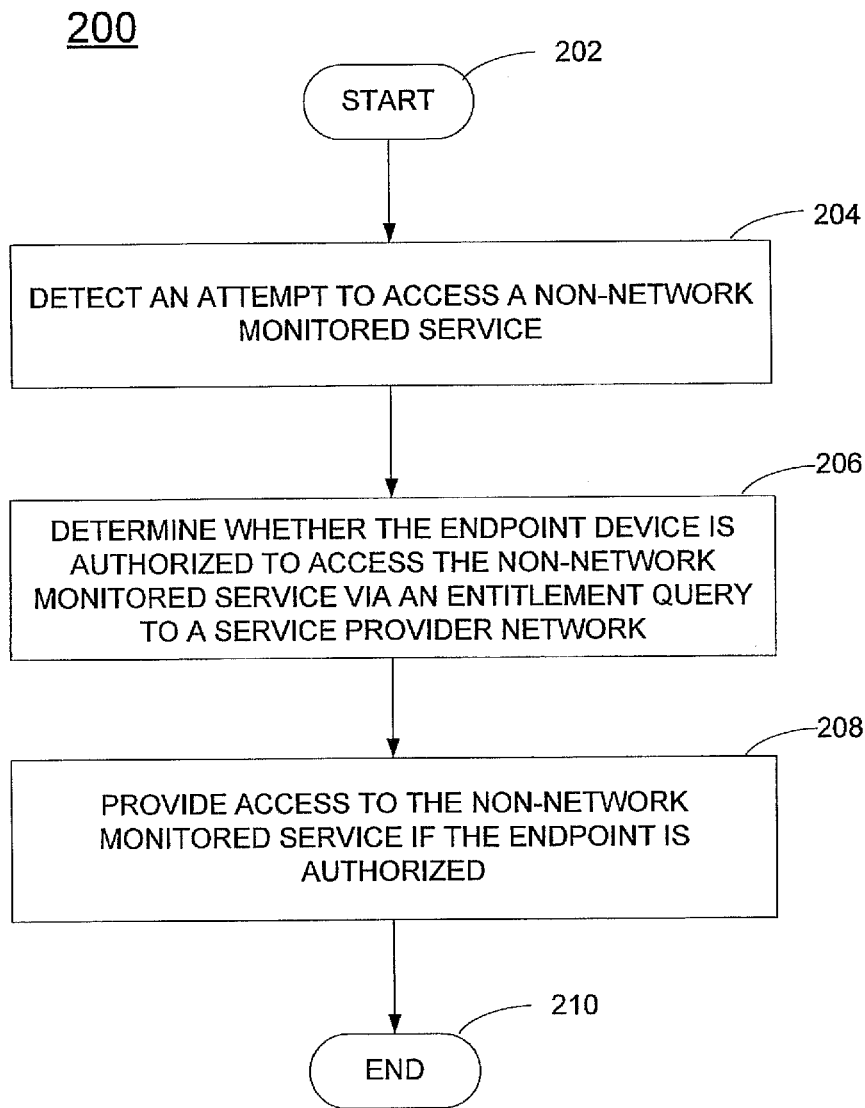 200
202
START
204
DETECT AN ATTEMPT TO ACCESS A NON-NETWORK
MONITORED SERVICE
206
DETERMINE WHETHER THE ENDPOINT DEVICE IS
AUTHORIZED TO ACCESS THE NON-NETWORK
MONITORED SERVICE VIA AN ENTITLEMENT QUERY
TO A SERVICE PROVIDER NETWORK
208
PROVIDE ACCESS TO THE NON-NETWORK
MONITORED SERVICE IF THE ENDPOINT IS
AUTHORIZED
210
END